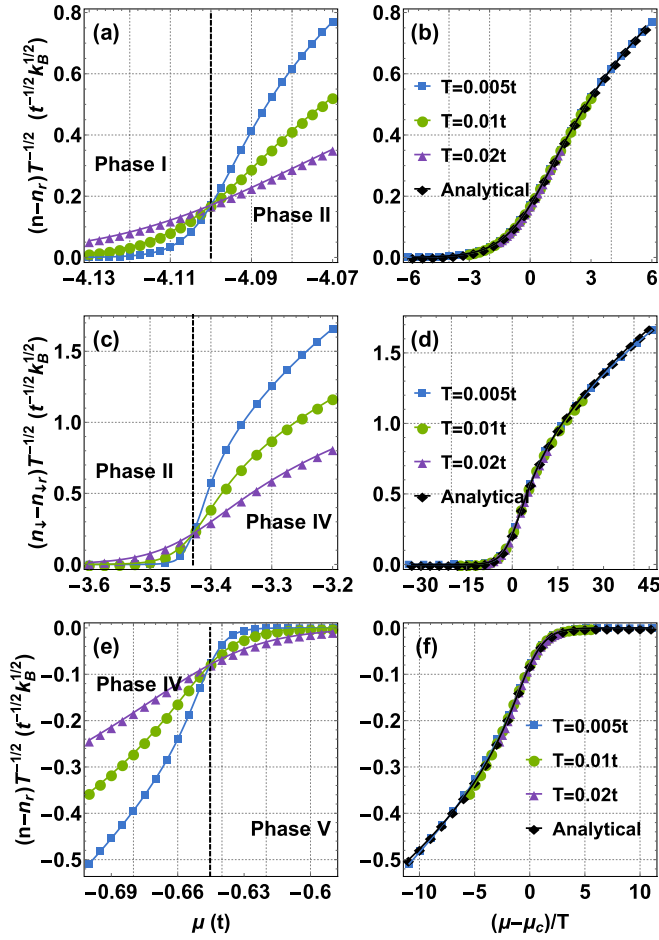 (a)
(n−n_r)T^{−1/2} (t^{−1/2}k_B^{1/2})
0.8
0.6
0.4
0.2
0.0
Phase I
Phase II
−4.13 −4.11 −4.09 −4.07
(b)
0.8
0.6
0.4
0.2
0.0
T=0.005t
T=0.01t
T=0.02t
Analytical
−6 −3 0 3 6
(c)
(n↓−n↓r)T^{−1/2} (t^{−1/2}k_B^{1/2})
1.5
1.0
0.5
0.0
Phase II
Phase IV
−3.6 −3.5 −3.4 −3.3 −3.2
(d)
1.5
1.0
0.5
0.0
T=0.005t
T=0.01t
T=0.02t
Analytical
−30 −15 0 15 30 45
(e)
(n−n_r)T^{−1/2} (t^{−1/2}k_B^{1/2})
0.0
−0.1
−0.2
−0.3
−0.4
−0.5
Phase IV
Phase V
−0.69 −0.66 −0.63 −0.6
μ (t)
(f)
0.0
−0.1
−0.2
−0.3
−0.4
−0.5
T=0.005t
T=0.01t
T=0.02t
Analytical
−10 −5 0 5 10
(μ−μ_c)/T